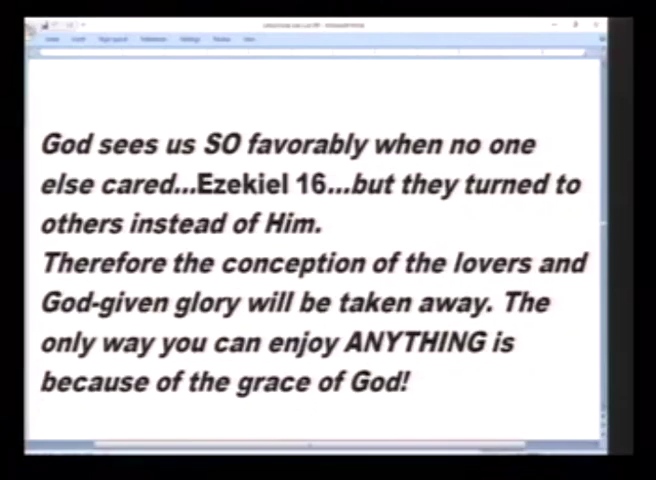 God sees us SO favorably when no one
else cared...Ezekiel 16...but they turned to
others instead of Him.
Therefore the conception of the lovers and
God-given glory will be taken away. The
only way you can enjoy ANYTHING is
because of the grace of God!